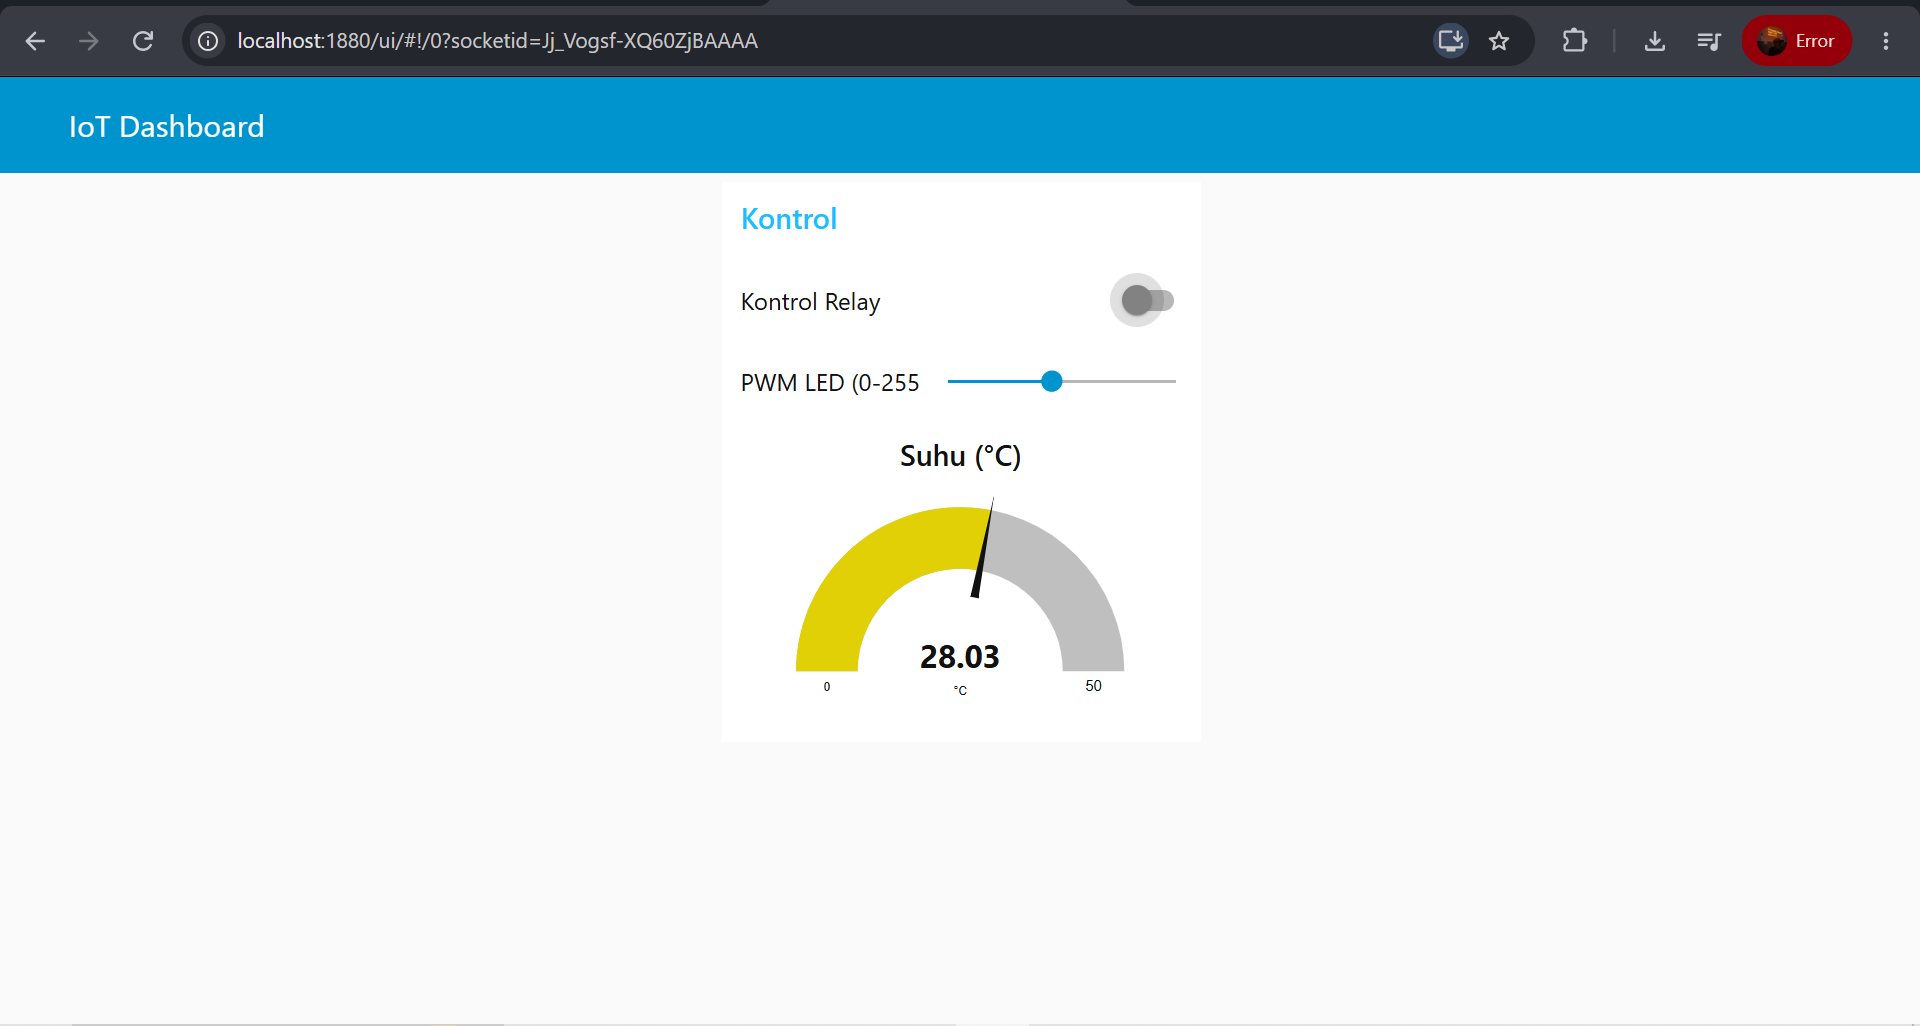 localhost:1880/ui/#!/0?socketid=Jj_Vogsf-XQ60ZjBAAAA
Error
IoT Dashboard
Kontrol
Kontrol Relay
PWM LED (0-255
Suhu (°C)
28.03
0
°C
50